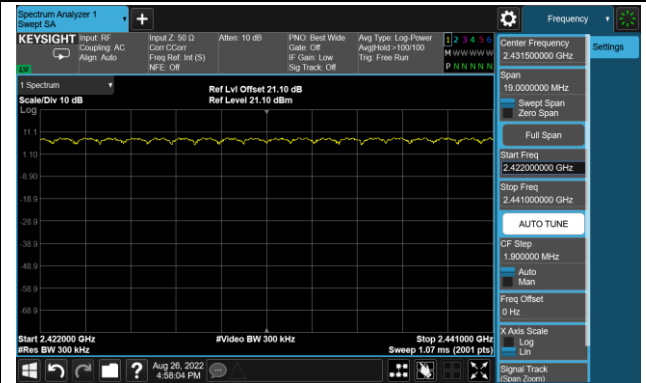 Spectrum Analyzer 1
Swept SA
Frequency
KEYSIGHT
Input: RF
Coupling: AC
Align: Auto
Input Z: 50 Ω
Corr CCorr
Freq Ref: Int (S)
NFE: Off
Atten: 10 dB
PNO: Best Wide
Gate: Off
IF Gain: Low
Sig Track: Off
Avg Type: Log-Power
Avg|Hold:>100/100
Trig: Free Run
1 2 3 4 5 6
M W W W W W
P N N N N N
1 Spectrum
Scale/Div 10 dB
Ref Lvl Offset 21.10 dB
Ref Level 21.10 dBm
Log
11.1
1.10
-8.90
-18.9
-28.9
-38.9
-48.9
-58.9
-68.9
Start 2.422000 GHz
#Res BW 300 kHz
#Video BW 300 kHz
Stop 2.441000 GHz
Sweep 1.07 ms (2001 pts)
Center Frequency
2.431500000 GHz
Span
19.0000000 MHz
Swept Span
Zero Span
Full Span
Start Freq
2.422000000 GHz
Stop Freq
2.441000000 GHz
AUTO TUNE
CF Step
1.900000 MHz
Auto
Man
Freq Offset
0 Hz
X Axis Scale
Log
Lin
Signal Track
(Span Zoom)
Settings
Aug 26, 2022
4:58:04 PM